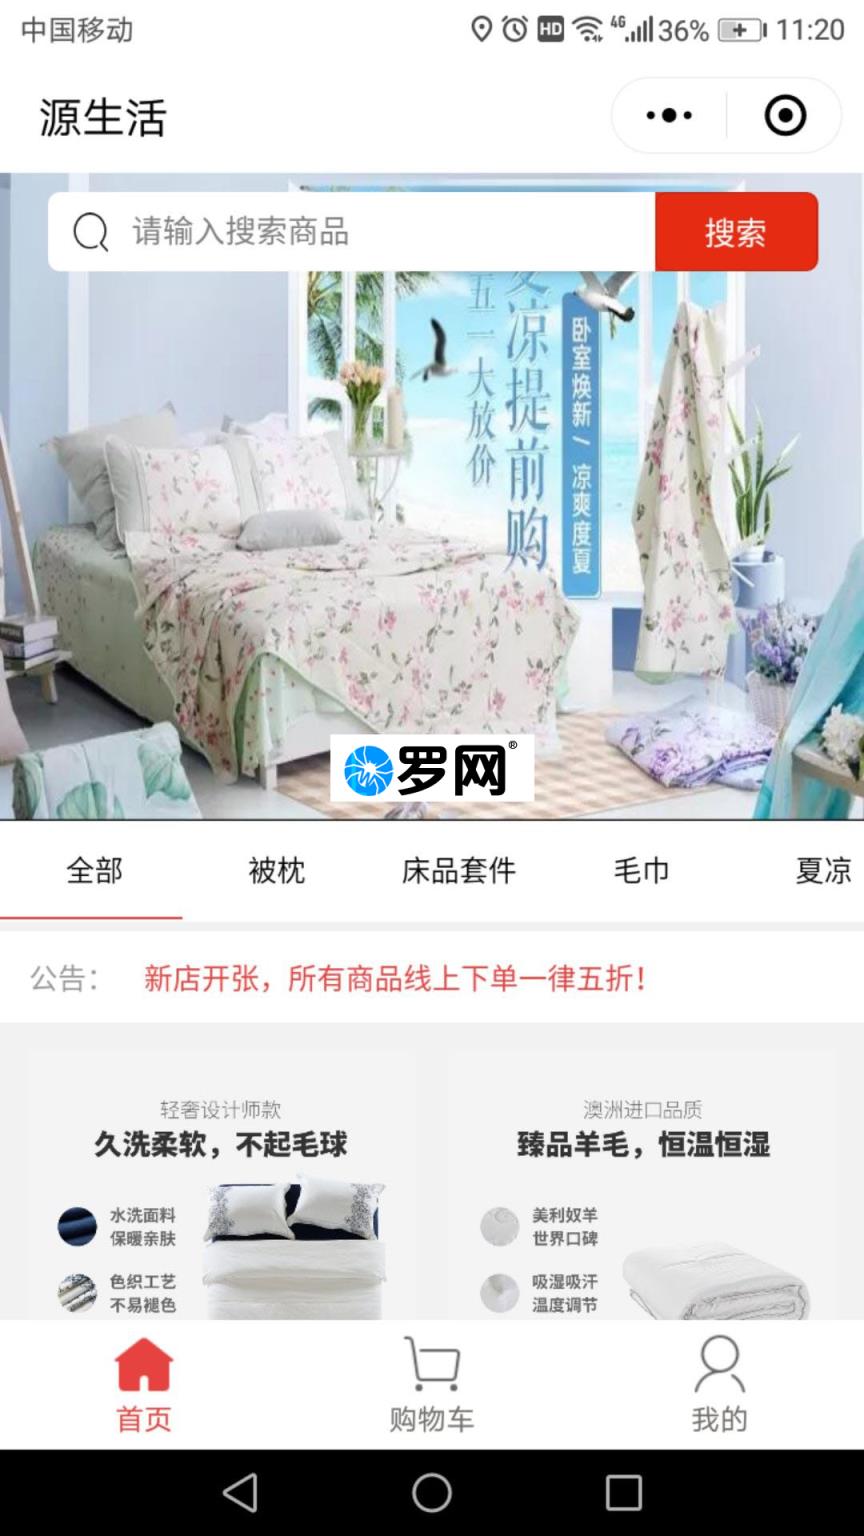 中国移动
HD 4G 36% 11:20
源生活
请输入搜索商品
搜索
夏凉提前购
五一大放价
卧室焕新/凉爽度夏
罗网®
全部 被枕 床品套件 毛巾 夏凉
公告: 新店开张，所有商品线上下单一律五折!
轻奢设计师款
久洗柔软，不起毛球
水洗面料
保暖亲肤
色织工艺
不易褪色
澳洲进口品质
臻品羊毛，恒温恒湿
美利奴羊
世界口碑
吸湿吸汗
温度调节
首页 购物车 我的